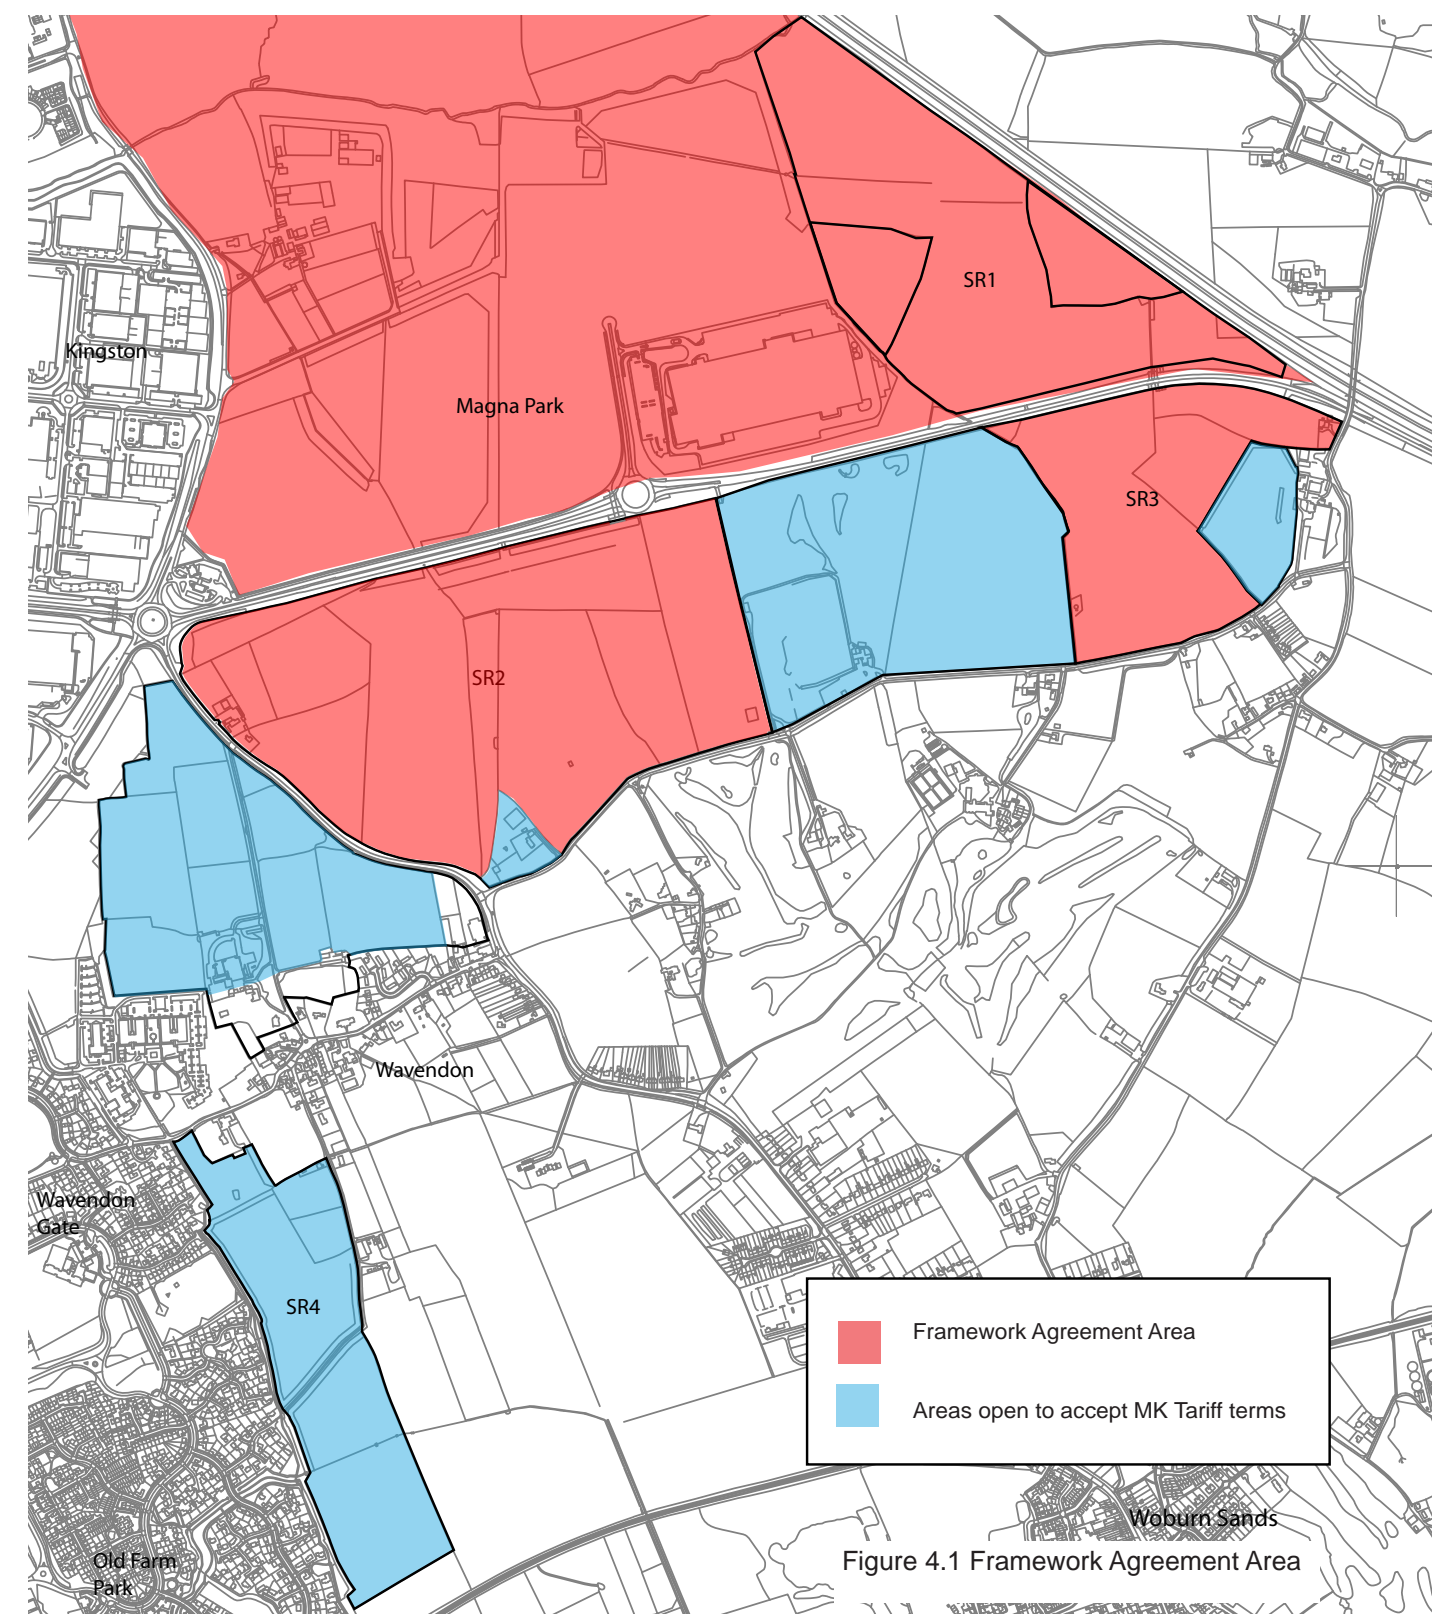 SR1
Kingston
Magna Park
SR3
SR2
Wavendon
Wavendon
Gate
SR4
Framework Agreement Area
Areas open to accept MK Tariff terms
Woburn Sands
Old Farm
Park
Figure 4.1 Framework Agreement Area